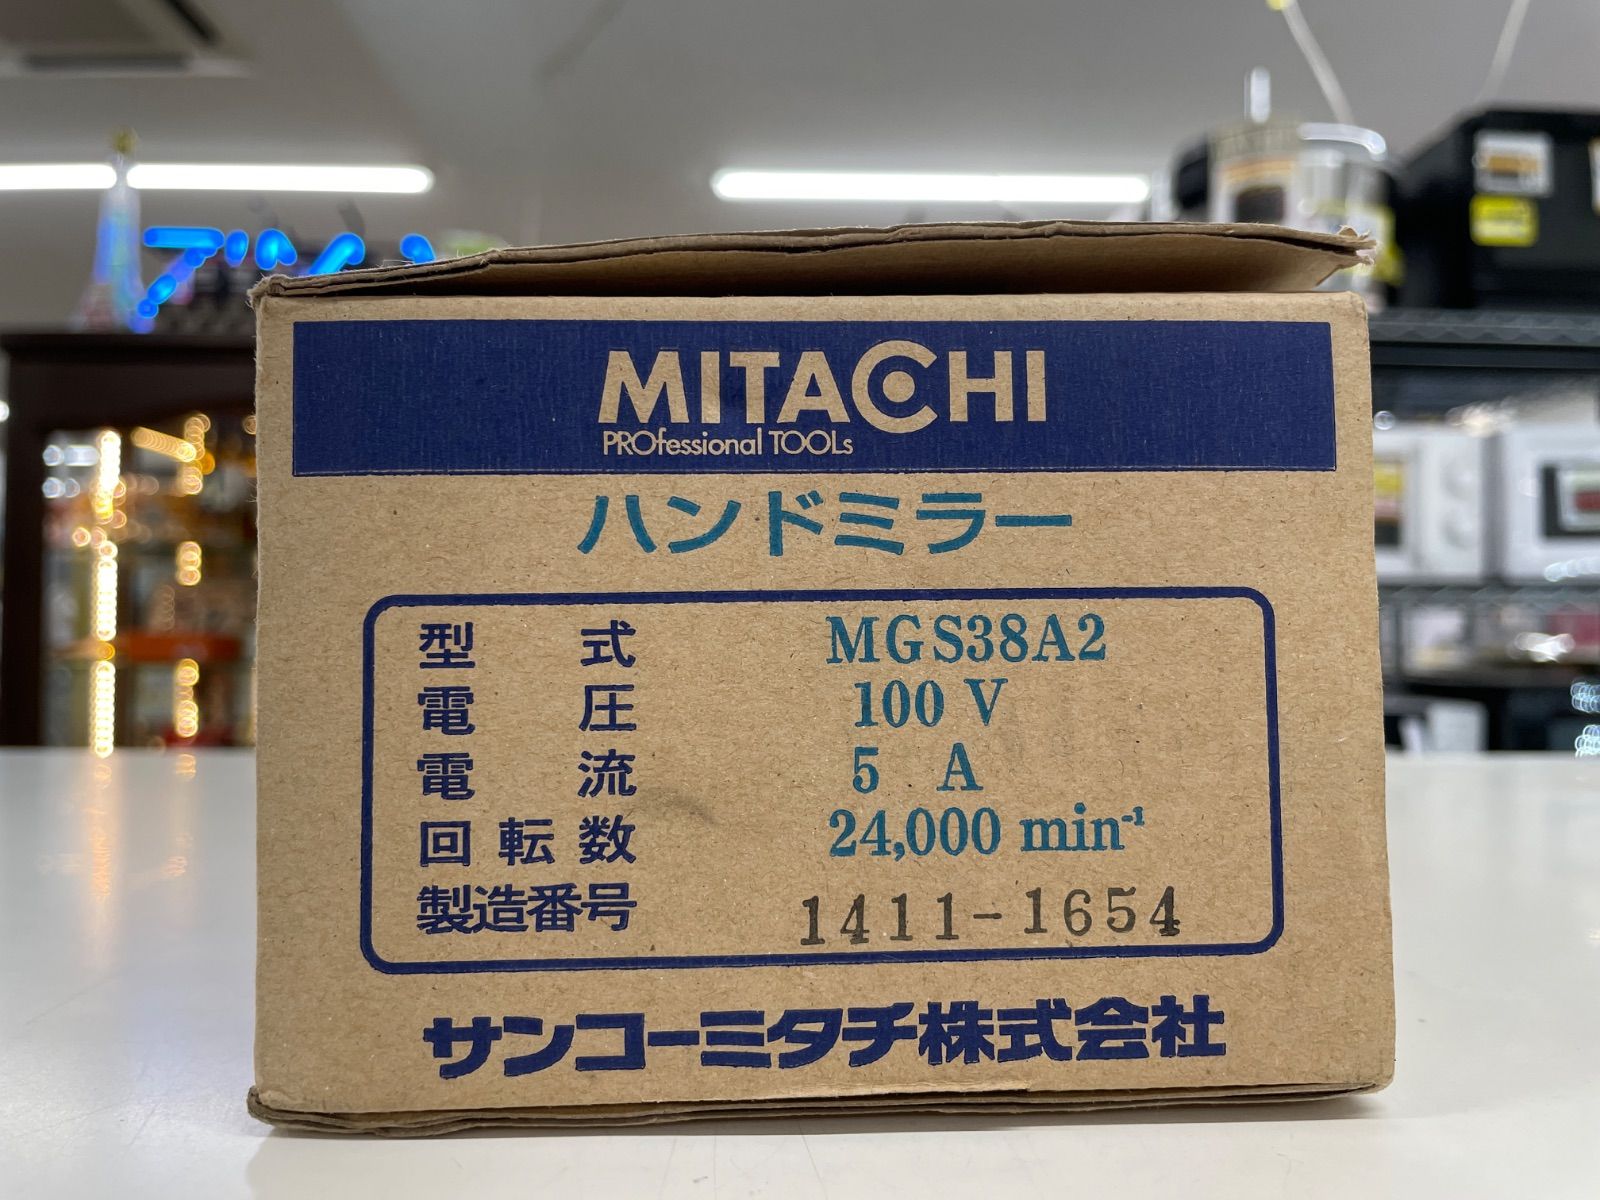 MITACHI
PROfessional TOOLs
ハンドミラー
型式 MGS38A2
電圧 100 V
電流 5 A
回転数 24,000 min⁻¹
製造番号 1411-1654
サンコーミタチ株式会社